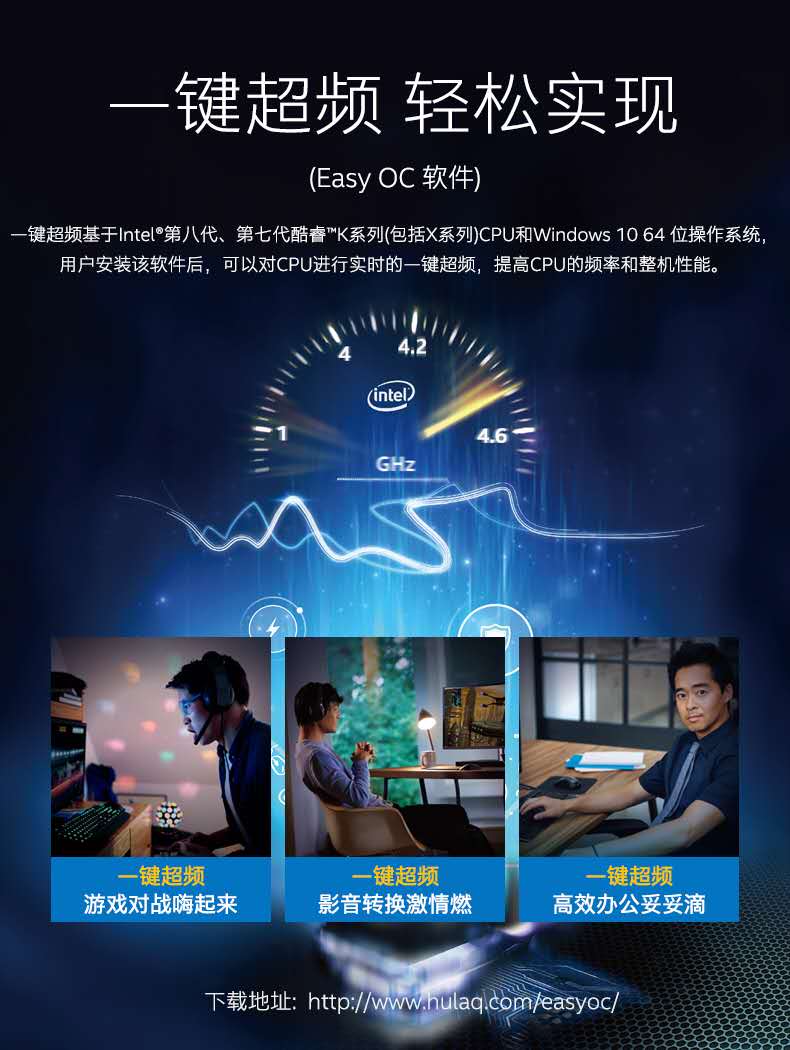 一键超频 轻松实现
(Easy OC 软件)
一键超频基于Intel®第八代、第七代酷睿™K系列(包括X系列)CPU和Windows 10 64 位操作系统,
用户安装该软件后，可以对CPU进行实时的一键超频，提高CPU的频率和整机性能。
4 4.2
intel
1 4.6
GHz
一键超频 一键超频 一键超频
游戏对战嗨起来 影音转换激情燃 高效办公妥妥滴
下载地址: http://www.hulaq.com/easyoc/